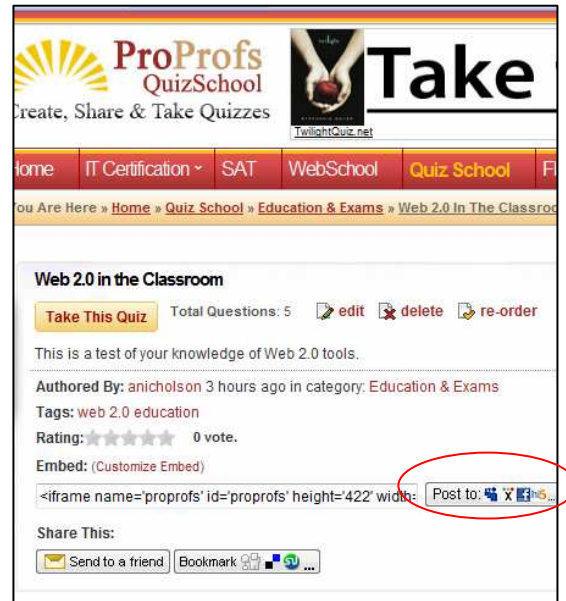 ProProfs
QuizSchool
Create, Share & Take Quizzes
twilight
Take
TwilightQuiz.net
Home IT Certification SAT WebSchool Quiz School Fl
You Are Here » Home » Quiz School » Education & Exams » Web 2.0 In The Classroo
Web 2.0 in the Classroom
Take This Quiz Total Questions: 5 edit delete re-order
This is a test of your knowledge of Web 2.0 tools.
Authored By: anicholson 3 hours ago in category: Education & Exams
Tags: web 2.0 education
Rating: 0 vote.
Embed: (Customize Embed)
<iframe name='proprofs' id='proprofs' height='422' width= Post to: hi5...
Share This:
Send to a friend Bookmark ...